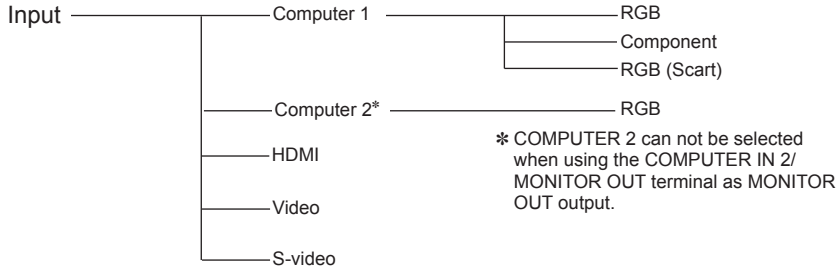 Input
Computer 1
RGB
Component
RGB (Scart)
Computer 2*
RGB
* COMPUTER 2 can not be selected
when using the COMPUTER IN 2/
MONITOR OUT terminal as MONITOR
OUT output.
HDMI
Video
S-video